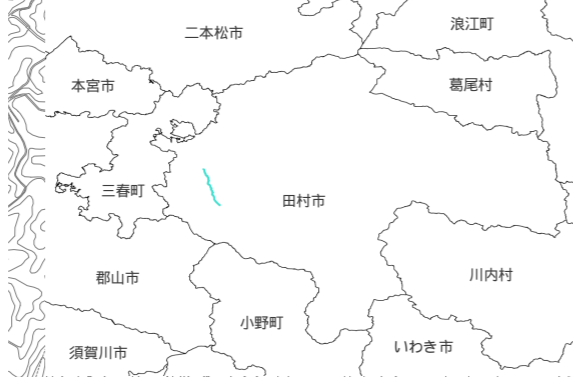 二本松市
浪江町
本宮市
葛尾村
三春町
田村市
郡山市
川内村
小野町
いわき市
須賀川市